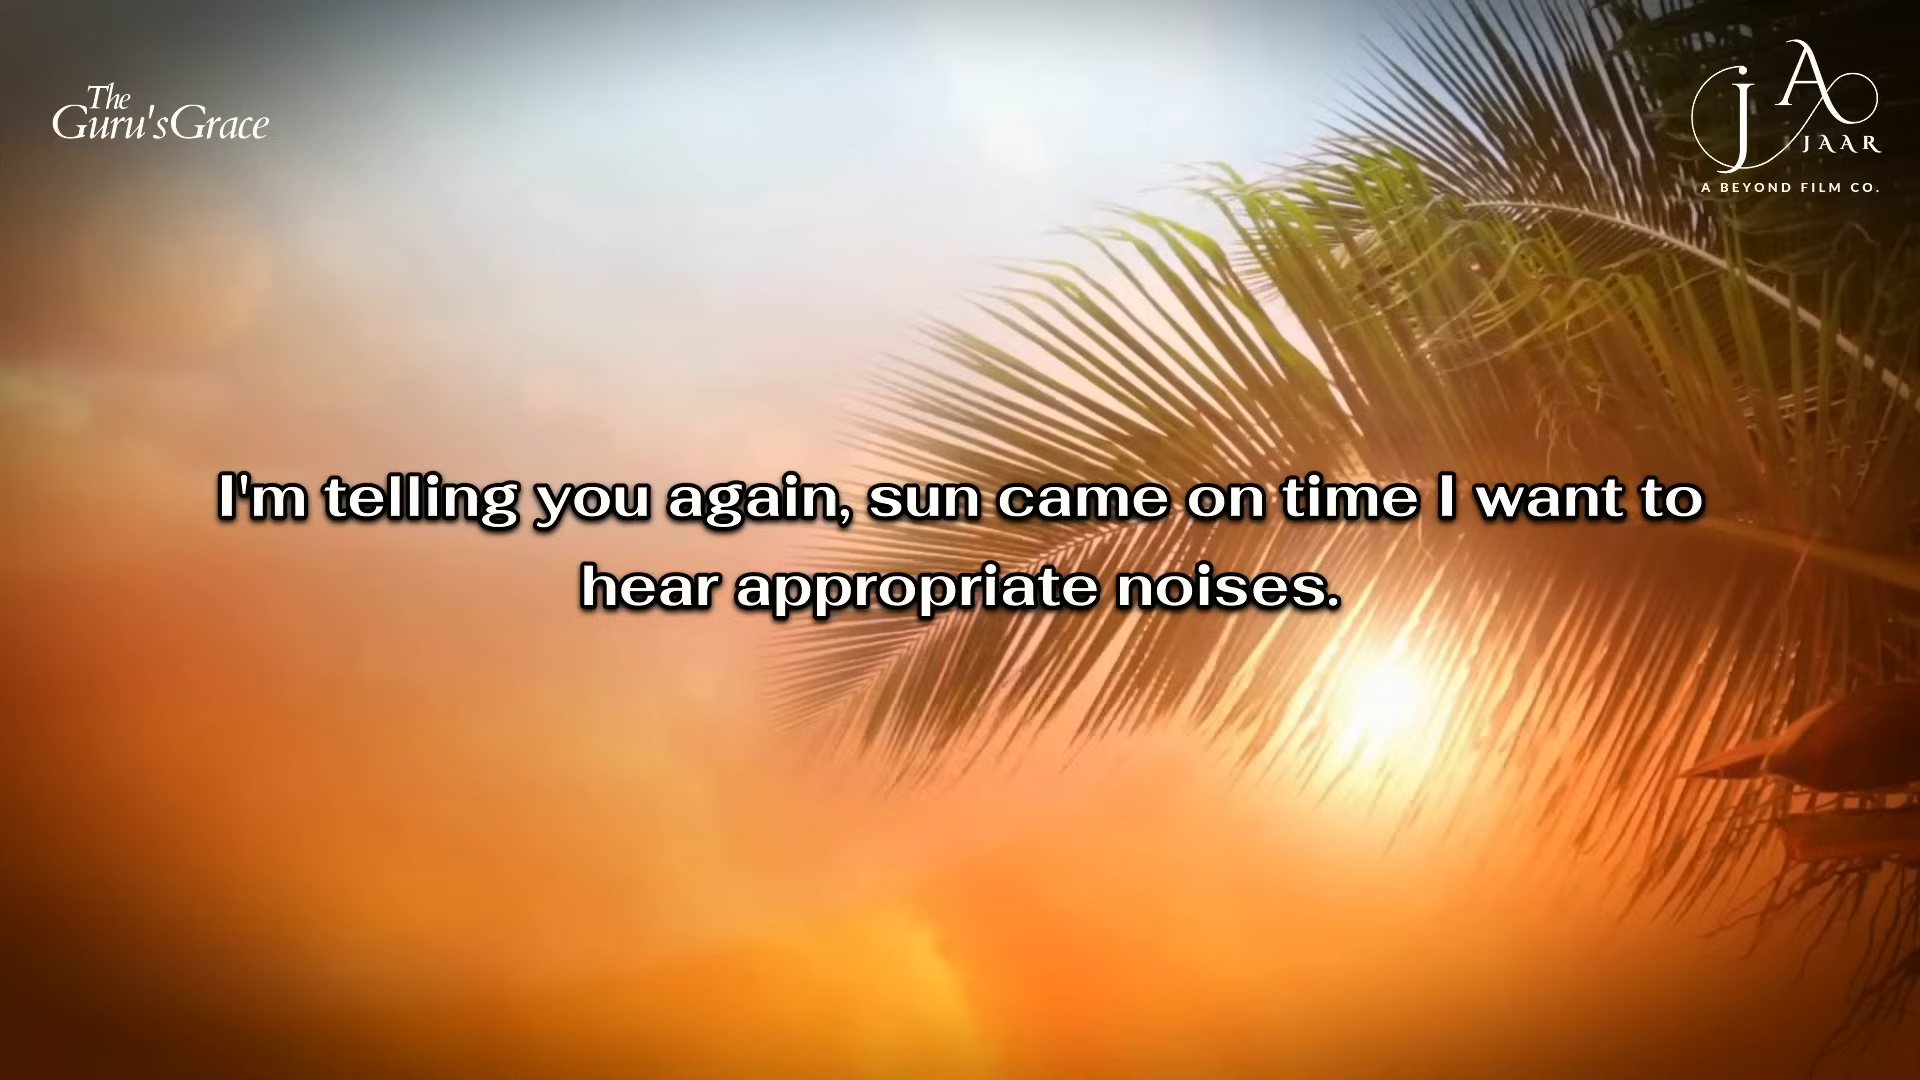 The
Guru'sGrace
JA
JAAR
A BEYOND FILM CO.
I'm telling you again, sun came on time I want to
hear appropriate noises.